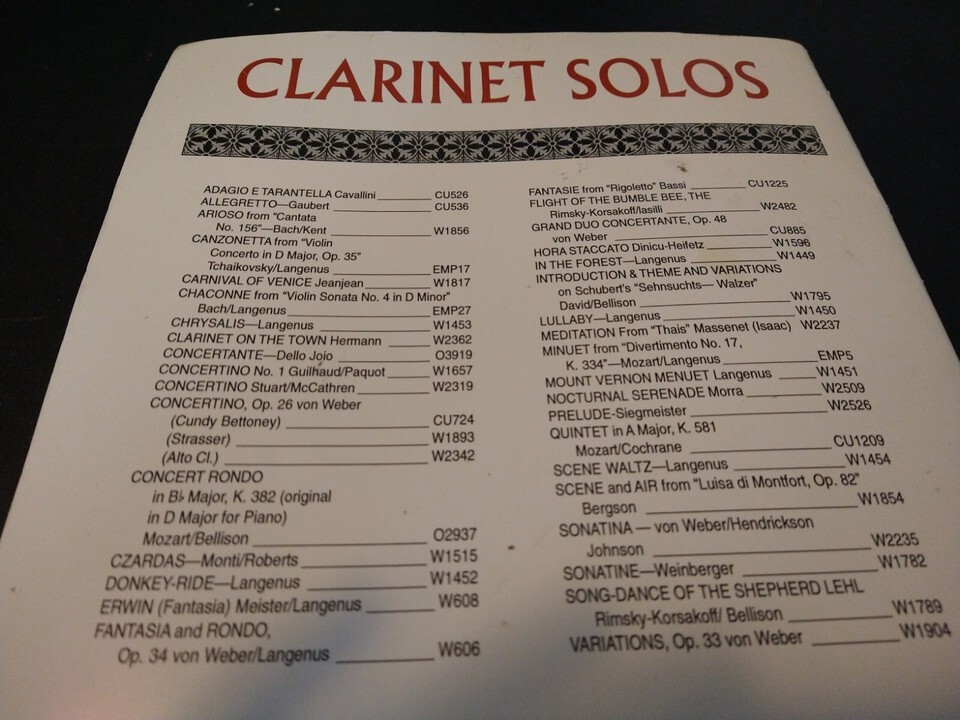 CLARINET SOLOS
ADAGIO E TARANTELLA Cavallini CU526
ALLEGRETTO—Gaubert CU536
ARIOSO from "Cantata
No. 156"—Bach/Kent W1856
CANZONETTA from "Violin
Concerto in D Major, Op. 35"
Tchaikovsky/Langenus EMP17
CARNIVAL OF VENICE Jeanjean W1817
CHACONNE from "Violin Sonata No. 4 in D Minor"
Bach/Langenus EMP27
CHRYSALIS—Langenus W1453
CLARINET ON THE TOWN Hermann W2362
CONCERTANTE—Dello Joio O3919
CONCERTINO No. 1 Guilhaud/Paquot W1657
CONCERTINO Stuart/McCathren W2319
CONCERTINO, Op. 26 von Weber
(Cundy Bettoney) CU724
(Strasser) W1893
(Alto Cl.) W2342
CONCERT RONDO
in B♭ Major, K. 382 (original
in D Major for Piano)
Mozart/Bellison O2937
CZARDAS—Monti/Roberts W1515
DONKEY-RIDE—Langenus W1452
ERWIN (Fantasia) Meister/Langenus W608
FANTASIA and RONDO,
Op. 34 von Weber/Langenus W606
FANTASIE from "Rigoletto" Bassi CU1225
FLIGHT OF THE BUMBLE BEE, THE
Rimsky-Korsakoff/Iasilli W2482
GRAND DUO CONCERTANTE, Op. 48
von Weber CU885
HORA STACCATO Dinicu-Heifetz W1596
IN THE FOREST—Langenus W1449
INTRODUCTION & THEME AND VARIATIONS
on Schubert's "Sehnsuchts— Walzer"
David/Bellison W1795
LULLABY—Langenus W1450
MEDITATION From "Thais" Massenet (Isaac) W2237
MINUET from "Divertimento No. 17,
K. 334"—Mozart/Langenus EMP5
MOUNT VERNON MENUET Langenus W1451
NOCTURNAL SERENADE Morra W2509
PRELUDE-Siegmeister W2526
QUINTET in A Major, K. 581
Mozart/Cochrane CU1209
SCENE WALTZ—Langenus W1454
SCENE and AIR from "Luisa di Montfort, Op. 82"
Bergson W1854
SONATINA — von Weber/Hendrickson
Johnson W2235
SONATINE—Weinberger W1782
SONG-DANCE OF THE SHEPHERD LEHL
Rimsky-Korsakoff/ Bellison W1789
VARIATIONS, Op. 33 von Weber W1904